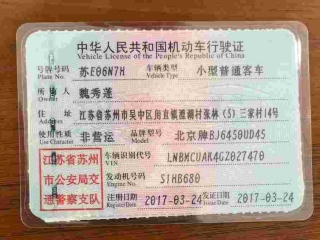 中华人民共和国机动车行驶证
Vehicle License of the People's Republic of China
号牌号码 Plate No. 苏E06N7H 车辆类型 Vehicle Type 小型普通客车
所有人 Owner 魏秀莲
住址 Address 江苏省苏州市吴中区甪直镇澄湖村张林(5)三家村14号
使用性质 Use Character 非营运 品牌型号 Model 北京牌BJ6450UD4S
江苏省苏州
市公安局交
通警察支队
车辆识别代号 VIN LNBMCUAK4GZ027470
发动机号码 Engine No. S1HB680
注册日期 Register Date 2017-03-24 发证日期 Issue Date 2017-03-24